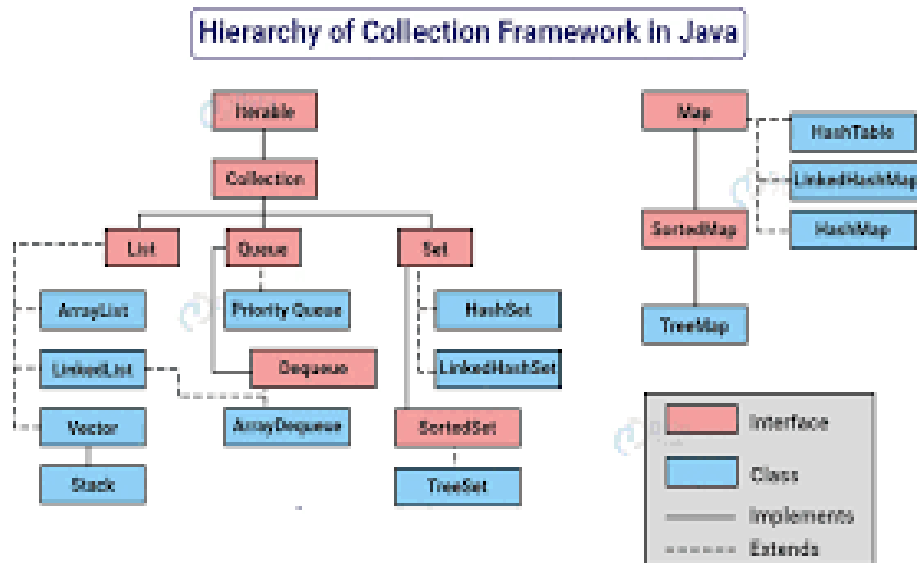 Hierarchy of Collection Framework in Java
Iterable
Collection
List
Queue
Set
ArrayList
Priority Queue
HashSet
LinkedList
Dequeue
LinkedHashSet
Vector
ArrayDequeue
SortedSet
Stack
TreeSet
Map
HashTable
LinkedHashMap
SortedMap
HashMap
TreeMap
Interface
Class
Implements
Extends